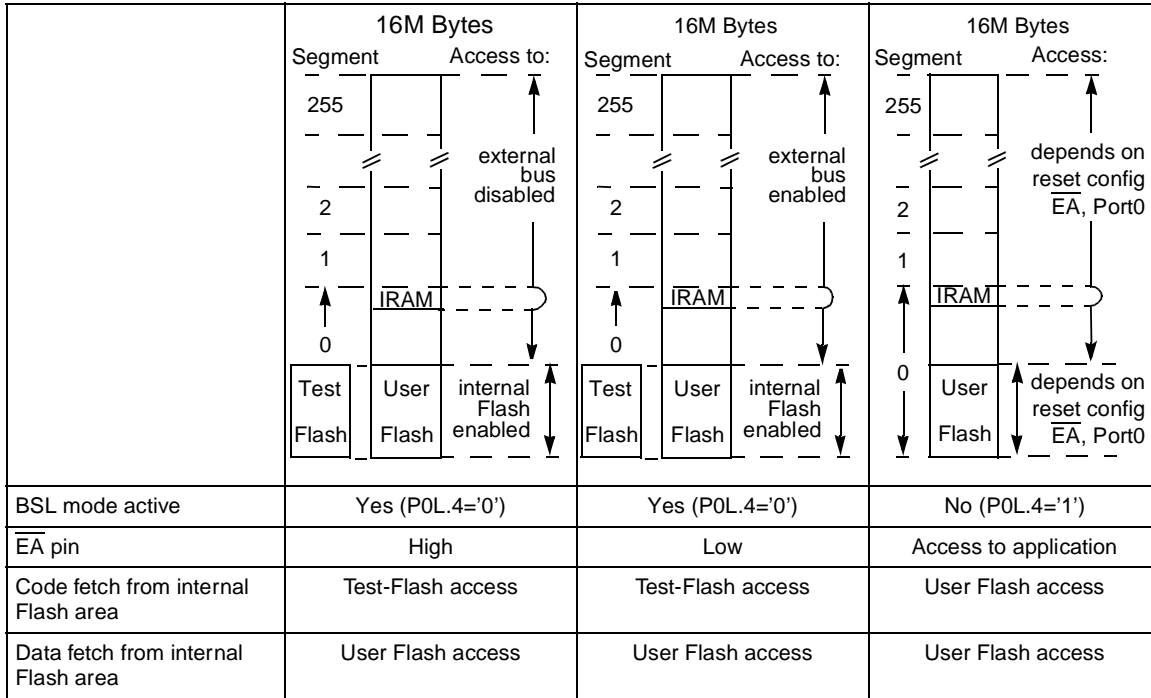 16M Bytes
Segment Access to:
255
external
bus
disabled
2
1
IRAM
0
Test User internal
Flash
Flash Flash enabled
16M Bytes
Segment Access to:
255
external
bus
enabled
2
1
IRAM
0
Test User internal
Flash
Flash Flash enabled
16M Bytes
Segment Access:
255
depends on
reset config
EA, Port0
2
1
IRAM
0
User depends on
reset config
Flash EA, Port0
BSL mode active Yes (P0L.4=’0’) Yes (P0L.4=’0’) No (P0L.4=’1’)
EA pin High Low Access to application
Code fetch from internal Test-Flash access Test-Flash access User Flash access
Flash area
Data fetch from internal User Flash access User Flash access User Flash access
Flash area